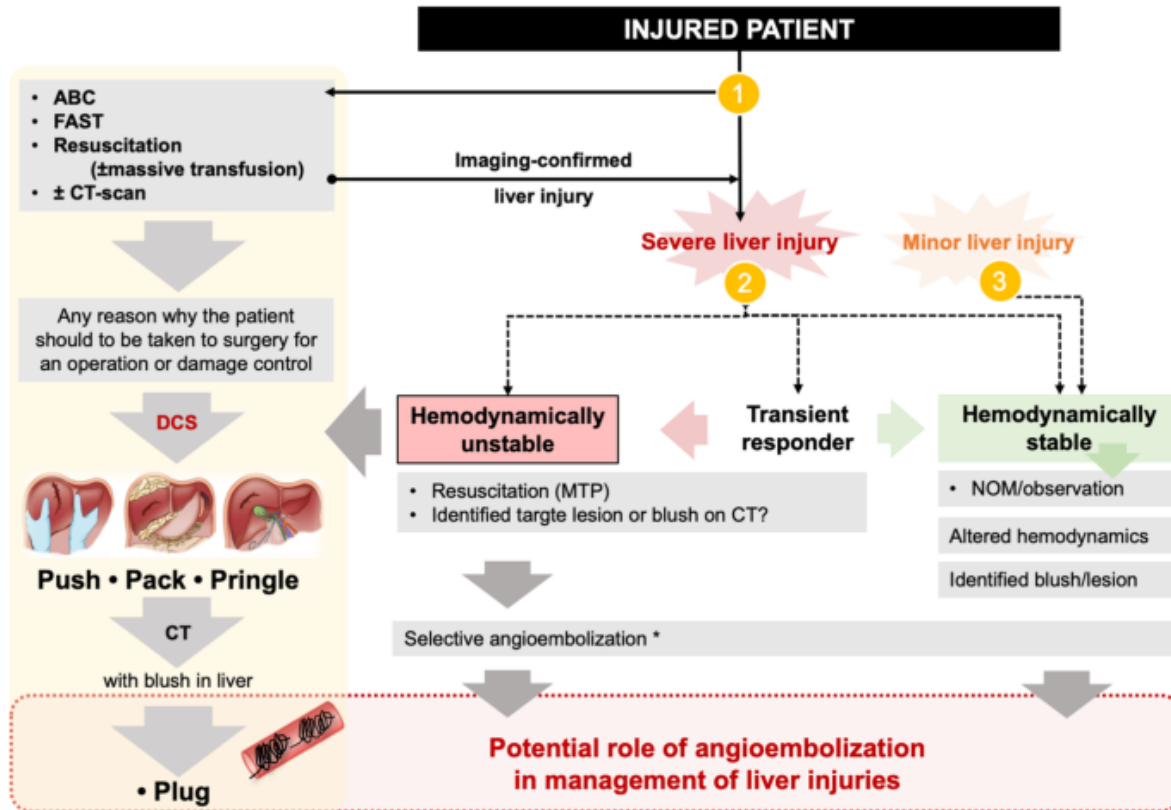 INJURED PATIENT
1
• ABC
• FAST
• Resuscitation
(±massive transfusion)
• ± CT-scan
Imaging-confirmed
liver injury
Severe liver injury
2
Minor liver injury
3
Any reason why the patient
should to be taken to surgery for
an operation or damage control
DCS
Hemodynamically
unstable
Transient
responder
Hemodynamically
stable
• Resuscitation (MTP)
• Identified targte lesion or blush on CT?
• NOM/observation
Altered hemodynamics
Identified blush/lesion
Push • Pack • Pringle
CT
with blush in liver
Selective angioembolization *
• Plug
Potential role of angioembolization
in management of liver injuries